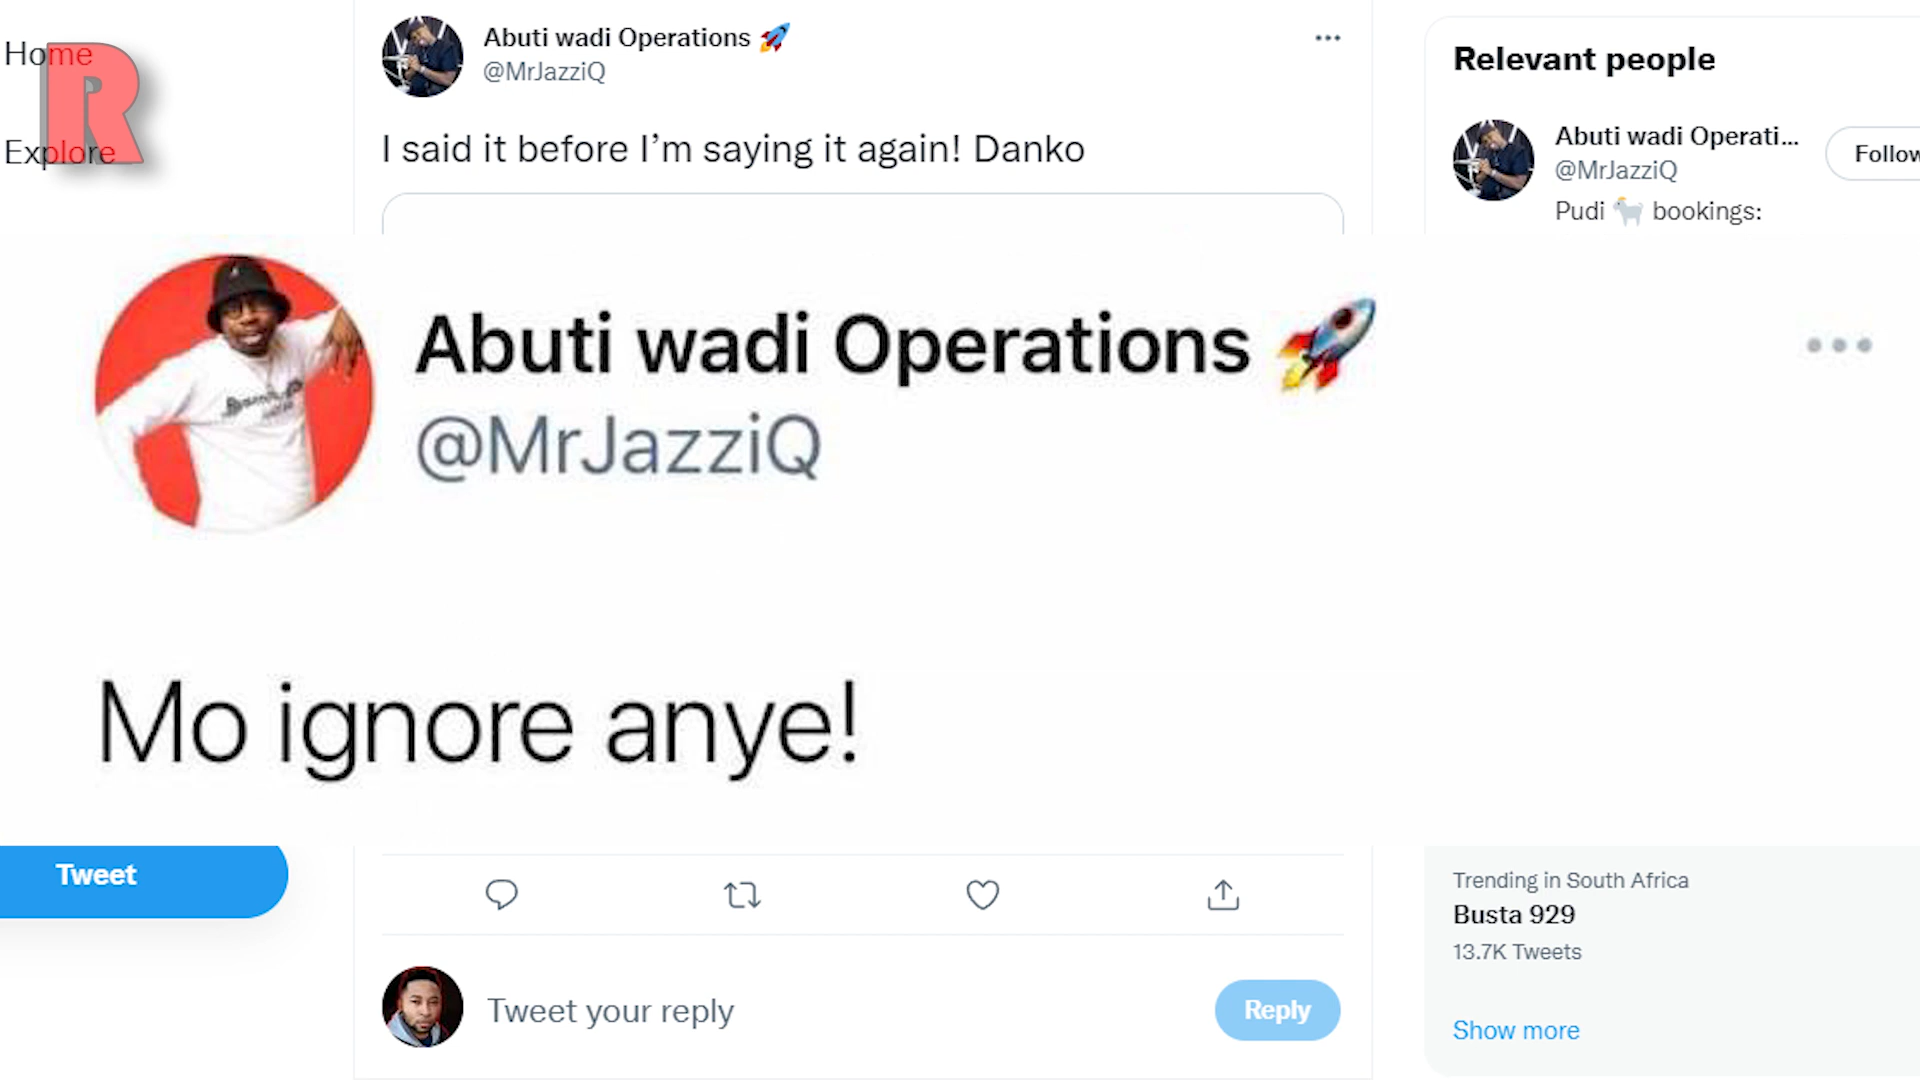 Home
R
Explore
Abuti wadi Operations 🚀
@MrJazziQ
I said it before I’m saying it again! Danko
Relevant people
Abuti wadi Operati...
@MrJazziQ
Follow
Pudi 🐐 bookings:
Abuti wadi Operations 🚀
@MrJazziQ
Mo ignore anye!
Tweet
Tweet your reply
Reply
Trending in South Africa
Busta 929
13.7K Tweets
Show more